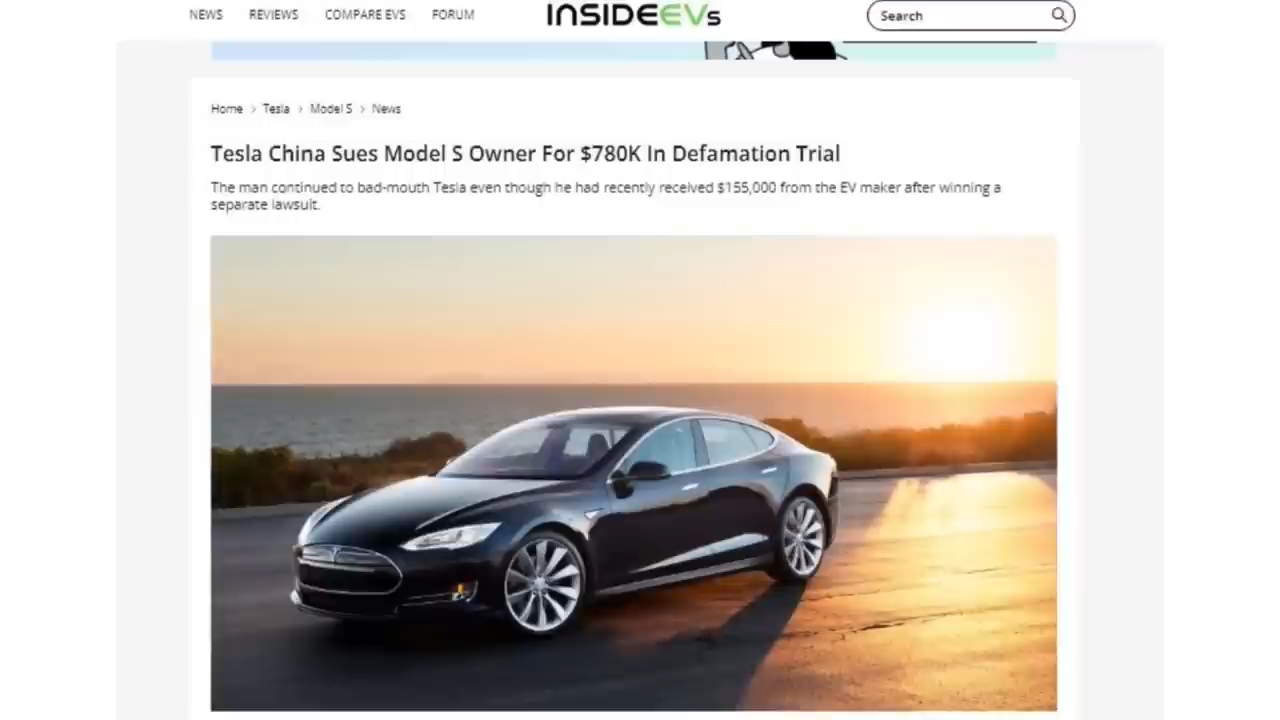 NEWS REVIEWS COMPARE EVS FORUM INSIDEEVs Search
Home > Tesla > Model S > News
Tesla China Sues Model S Owner For $780K In Defamation Trial
The man continued to bad-mouth Tesla even though he had recently received $155,000 from the EV maker after winning a
separate lawsuit.